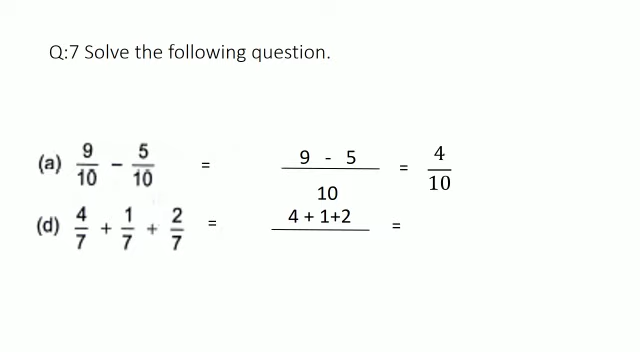 Q:7 Solve the following question.
(a) 9/10 - 5/10 = 9 - 5 / 10 = 4/10
(d) 4/7 + 1/7 + 2/7 = 4 + 1+2 / =